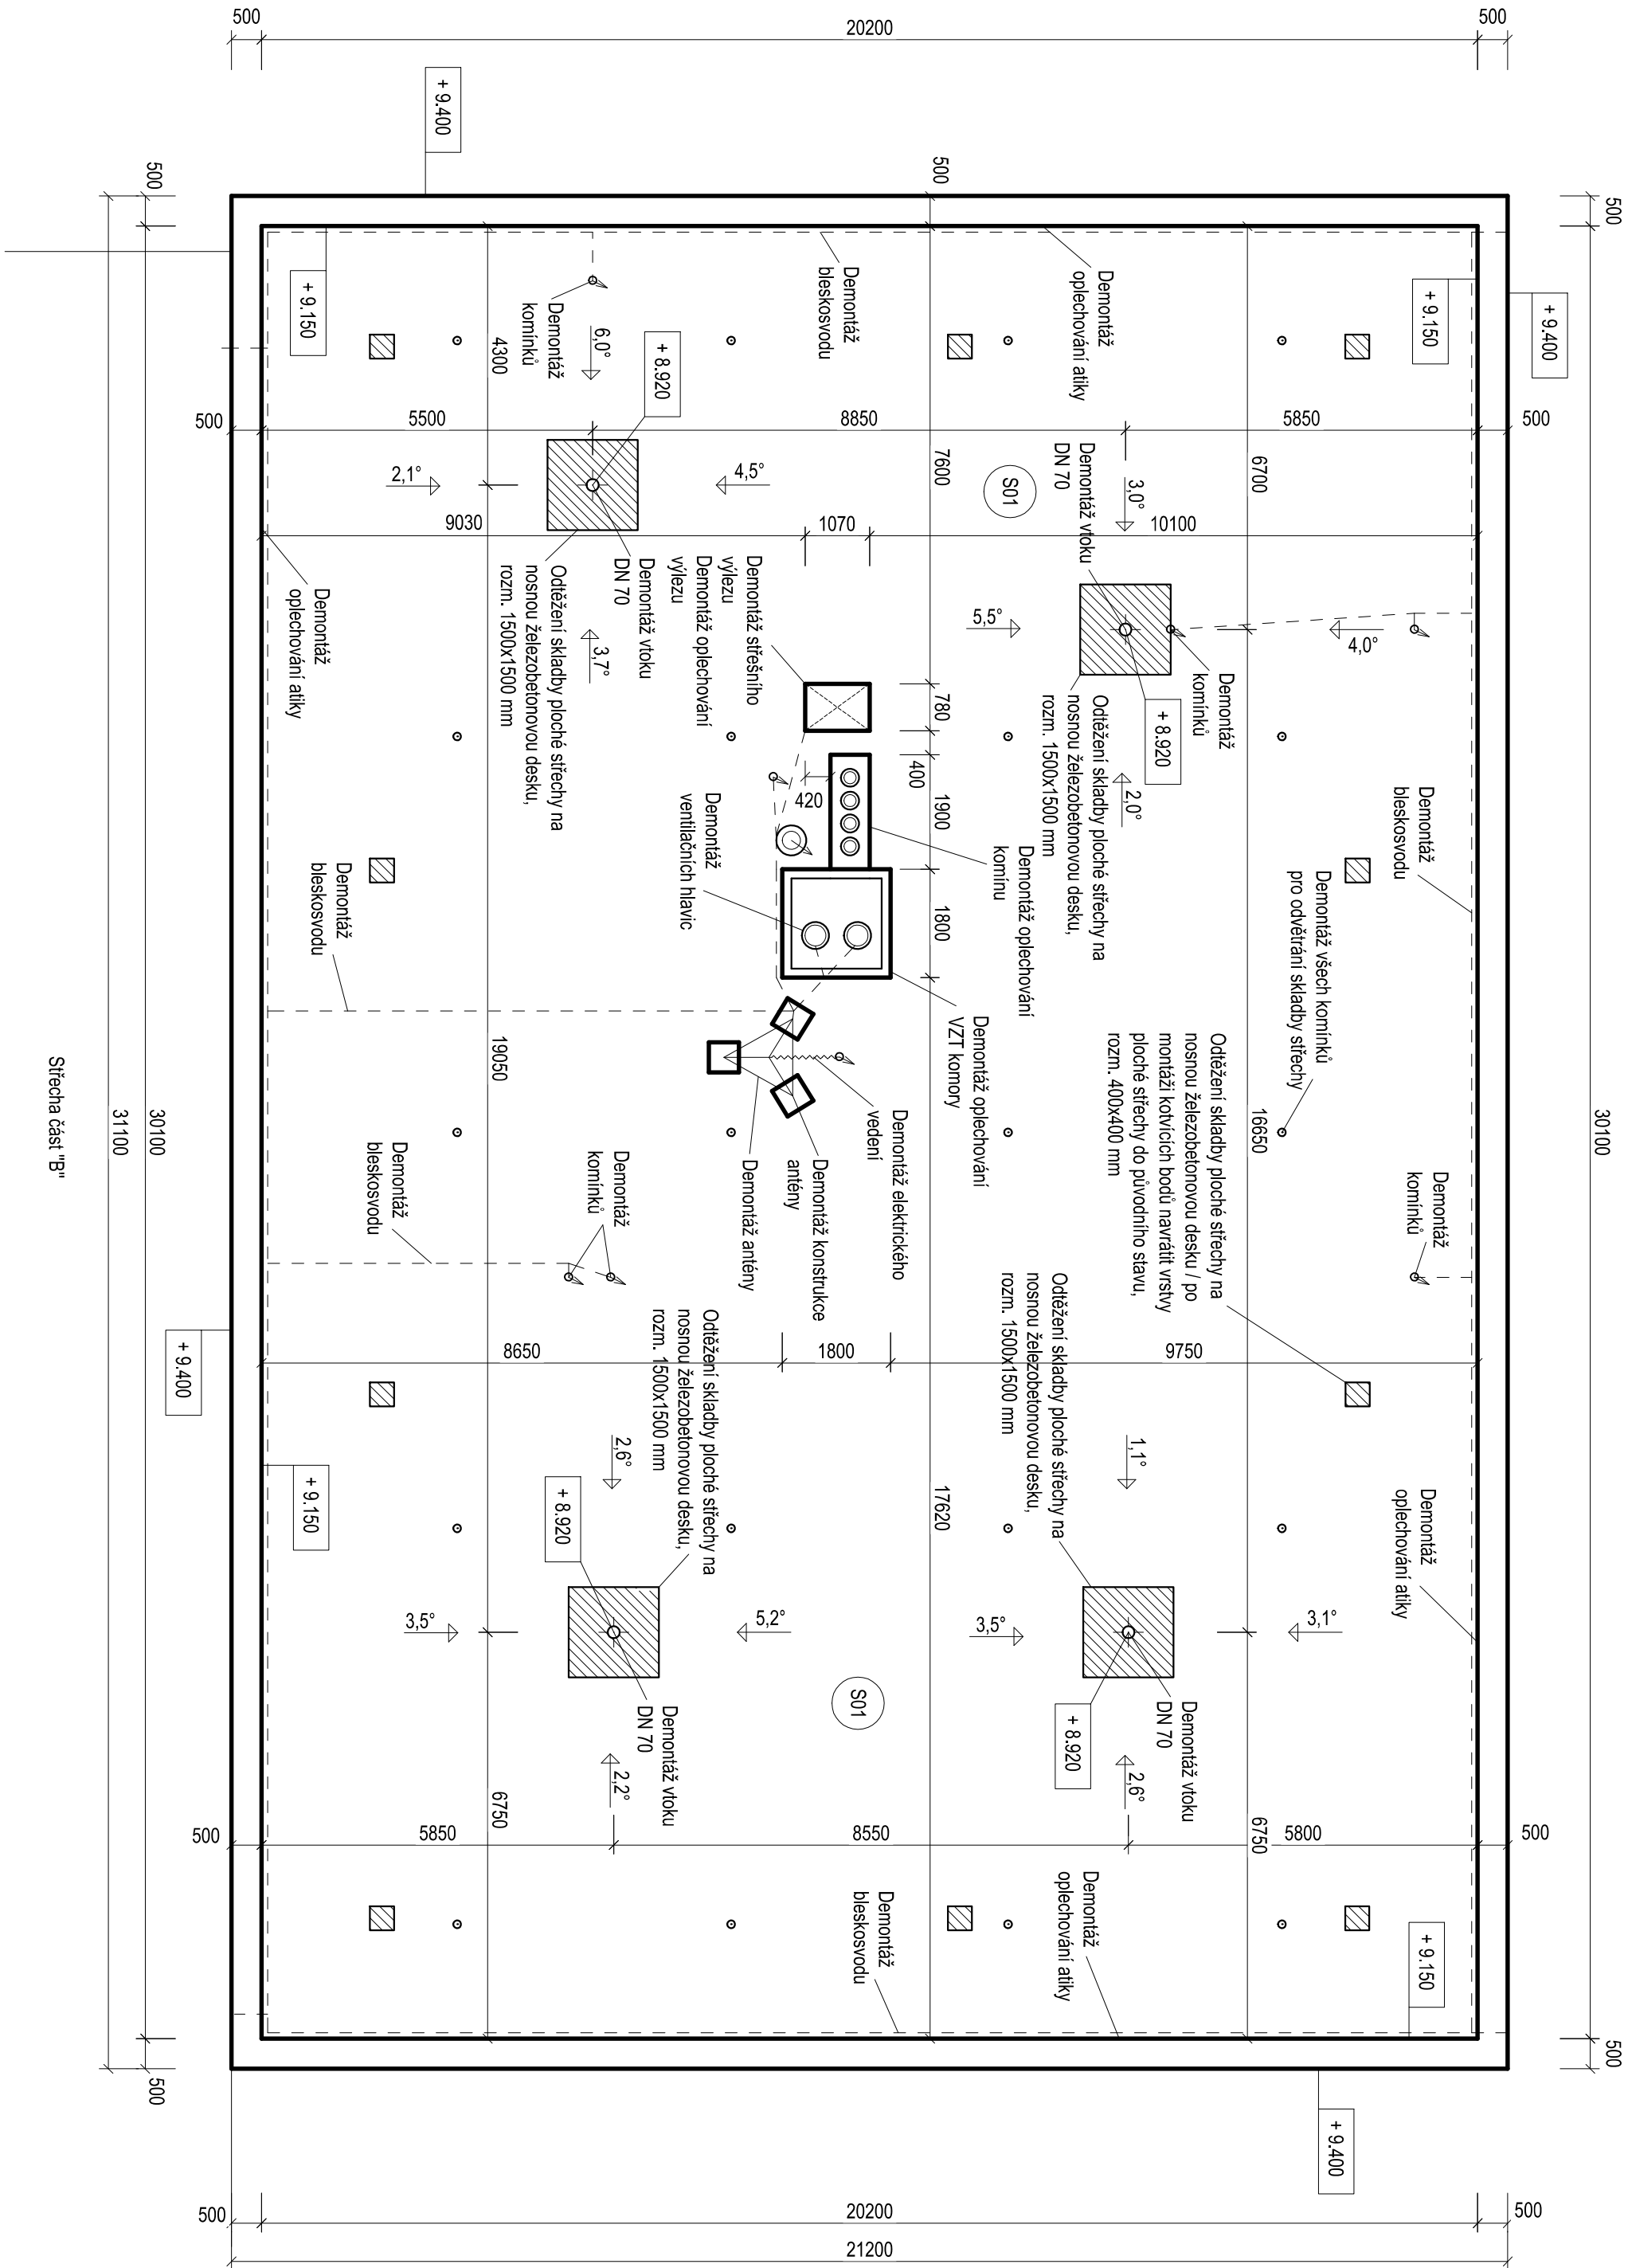 500
20200
500
+ 9.400
500
500
500
30100
500
+ 9.400
+ 9.150
+ 9.150
Demontáž
oplechování atiky
Demontáž
bleskosvodu
Demontáž
komínků
6,0°
4300
+ 8.920
500
5500
8850
5850
500
7600
6700
2,1°
4,5°
S01
3,0°
Demontáž vtoku
DN 70
9030
1070
10100
Demontáž
oplechování atiky
Odtěžení skladby ploché střechy na
nosnou železobetonovou desku,
rozm. 1500x1500 mm
Demontáž vtoku
DN 70
3,7°
Demontáž střešního
výlezu
Demontáž oplechování
výlezu
5,5°
4,0°
Demontáž
komínků
+ 8.920
2,0°
Odtěžení skladby ploché střechy na
nosnou železobetonovou desku,
rozm. 1500x1500 mm
780
400
420
1900
1800
Demontáž
ventilačních hlavic
Demontáž oplechování
komínu
Demontáž
bleskosvodu
Demontáž všech komínků
pro odvětrání skladby střechy
Demontáž
bleskosvodu
Demontáž oplechování
VZT komory
Odtěžení skladby ploché střechy na
nosnou železobetonovou desku / po
montáži kotvicích bodů navrátit vrstvy
ploché střechy do původního stavu,
rozm. 400x400 mm
19050
16650
Demontáž elektrického
vedení
Demontáž konstrukce
antény
Demontáž antény
Demontáž
komínků
Demontáž
bleskosvodu
Demontáž
komínků
Střecha část "B"
31100
30100
+ 9.400
8650
1800
9750
Odtěžení skladby ploché střechy na
nosnou železobetonovou desku,
rozm. 1500x1500 mm
Odtěžení skladby ploché střechy na
nosnou železobetonovou desku,
rozm. 1500x1500 mm
2,6°
1,1°
+ 9.150
+ 8.920
17620
Demontáž
oplechování atiky
3,5°
5,2°
3,5°
3,1°
S01
Demontáž vtoku
DN 70
Demontáž vtoku
DN 70
+ 8.920
2,2°
2,6°
6750
6750
500
5850
8550
5800
500
Demontáž
bleskosvodu
Demontáž
oplechování atiky
+ 9.150
500
500
+ 9.400
500
20200
500
21200